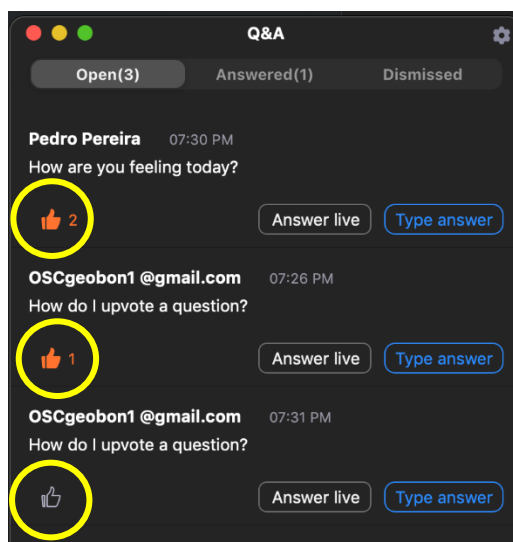 Q&A
Open(3) Answered(1) Dismissed
Pedro Pereira 07:30 PM
How are you feeling today?
2 Answer live Type answer
OSCgeobon1 @gmail.com 07:26 PM
How do I upvote a question?
1 Answer live Type answer
OSCgeobon1 @gmail.com 07:31 PM
How do I upvote a question?
Answer live Type answer